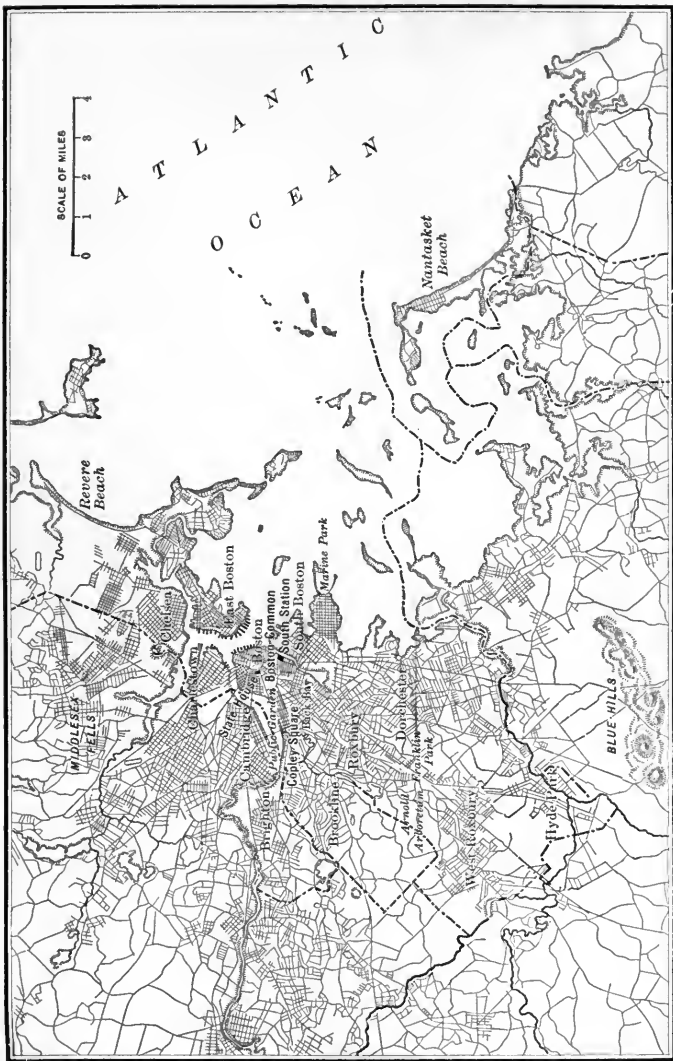 SCALE OF MILES
0 1 2 3 4
ATLANTIC
OCEAN
Revere
Beach
Nantasket
Beach
MIDDLESEX
FELLS
Chelsea
East Boston
Charlestown
State House
Boston
Boston Common
South Station
South Boston
Marine Park
Cambridge
Public Garden
Copley Square
Back Bay
Brighton
Brookline
Roxbury
Dorchester
Franklin
Park
Arnold
Arboretum
West Roxbury
Hyde Park
BLUE HILLS